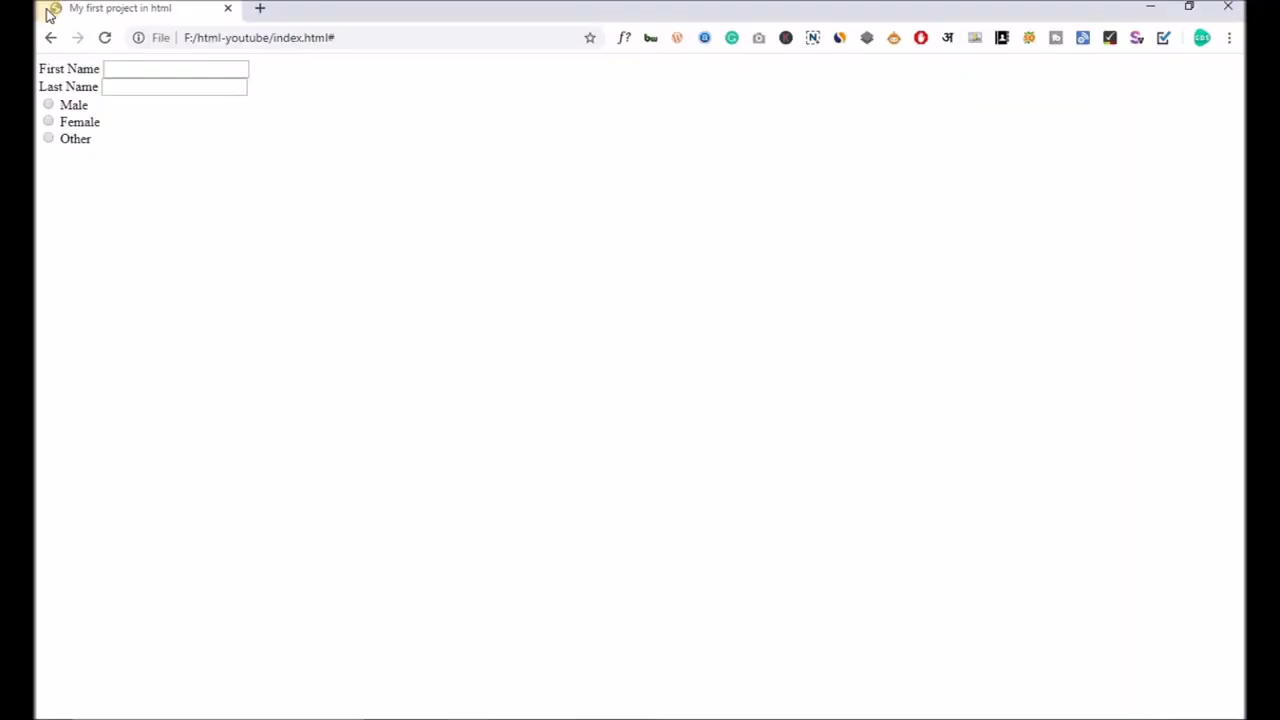 My first project in html
File F:/html-youtube/index.html#
First Name
Last Name
Male
Female
Other